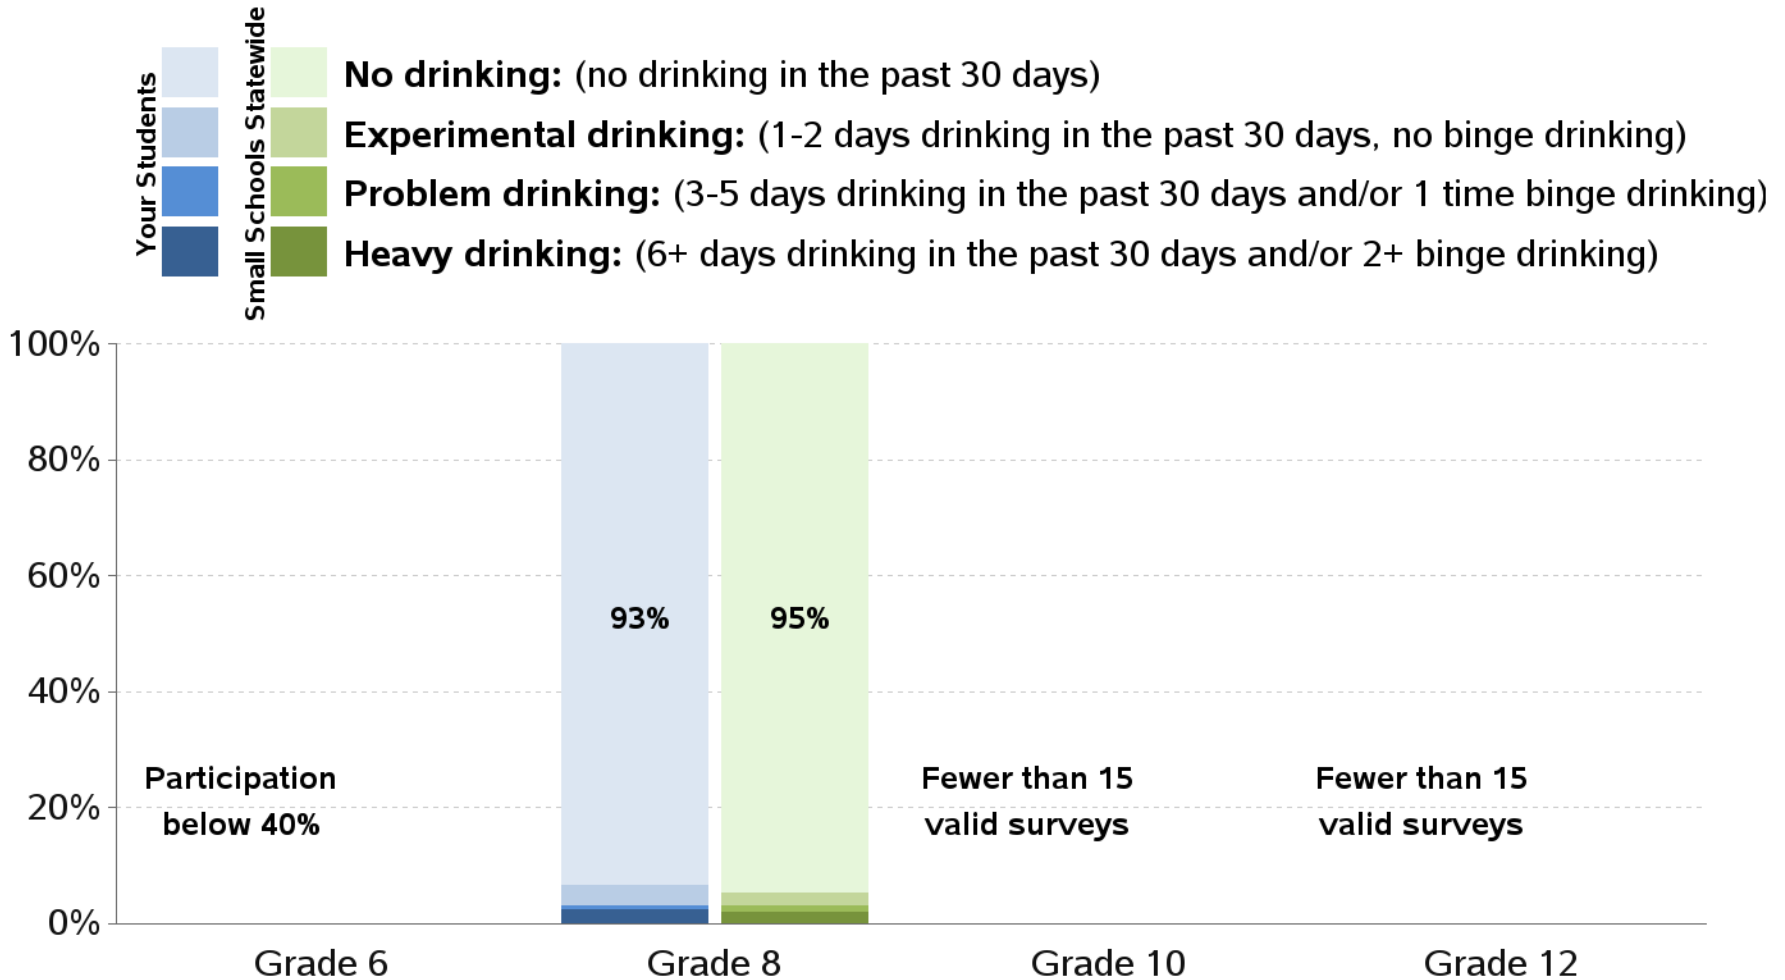 Your Students
Small Schools Statewide
No drinking: (no drinking in the past 30 days)
Experimental drinking: (1-2 days drinking in the past 30 days, no binge drinking)
Problem drinking: (3-5 days drinking in the past 30 days and/or 1 time binge drinking)
Heavy drinking: (6+ days drinking in the past 30 days and/or 2+ binge drinking)
100%
80%
60%
40%
20%
0%
93%
95%
Participation
below 40%
Fewer than 15
valid surveys
Fewer than 15
valid surveys
Grade 6
Grade 8
Grade 10
Grade 12